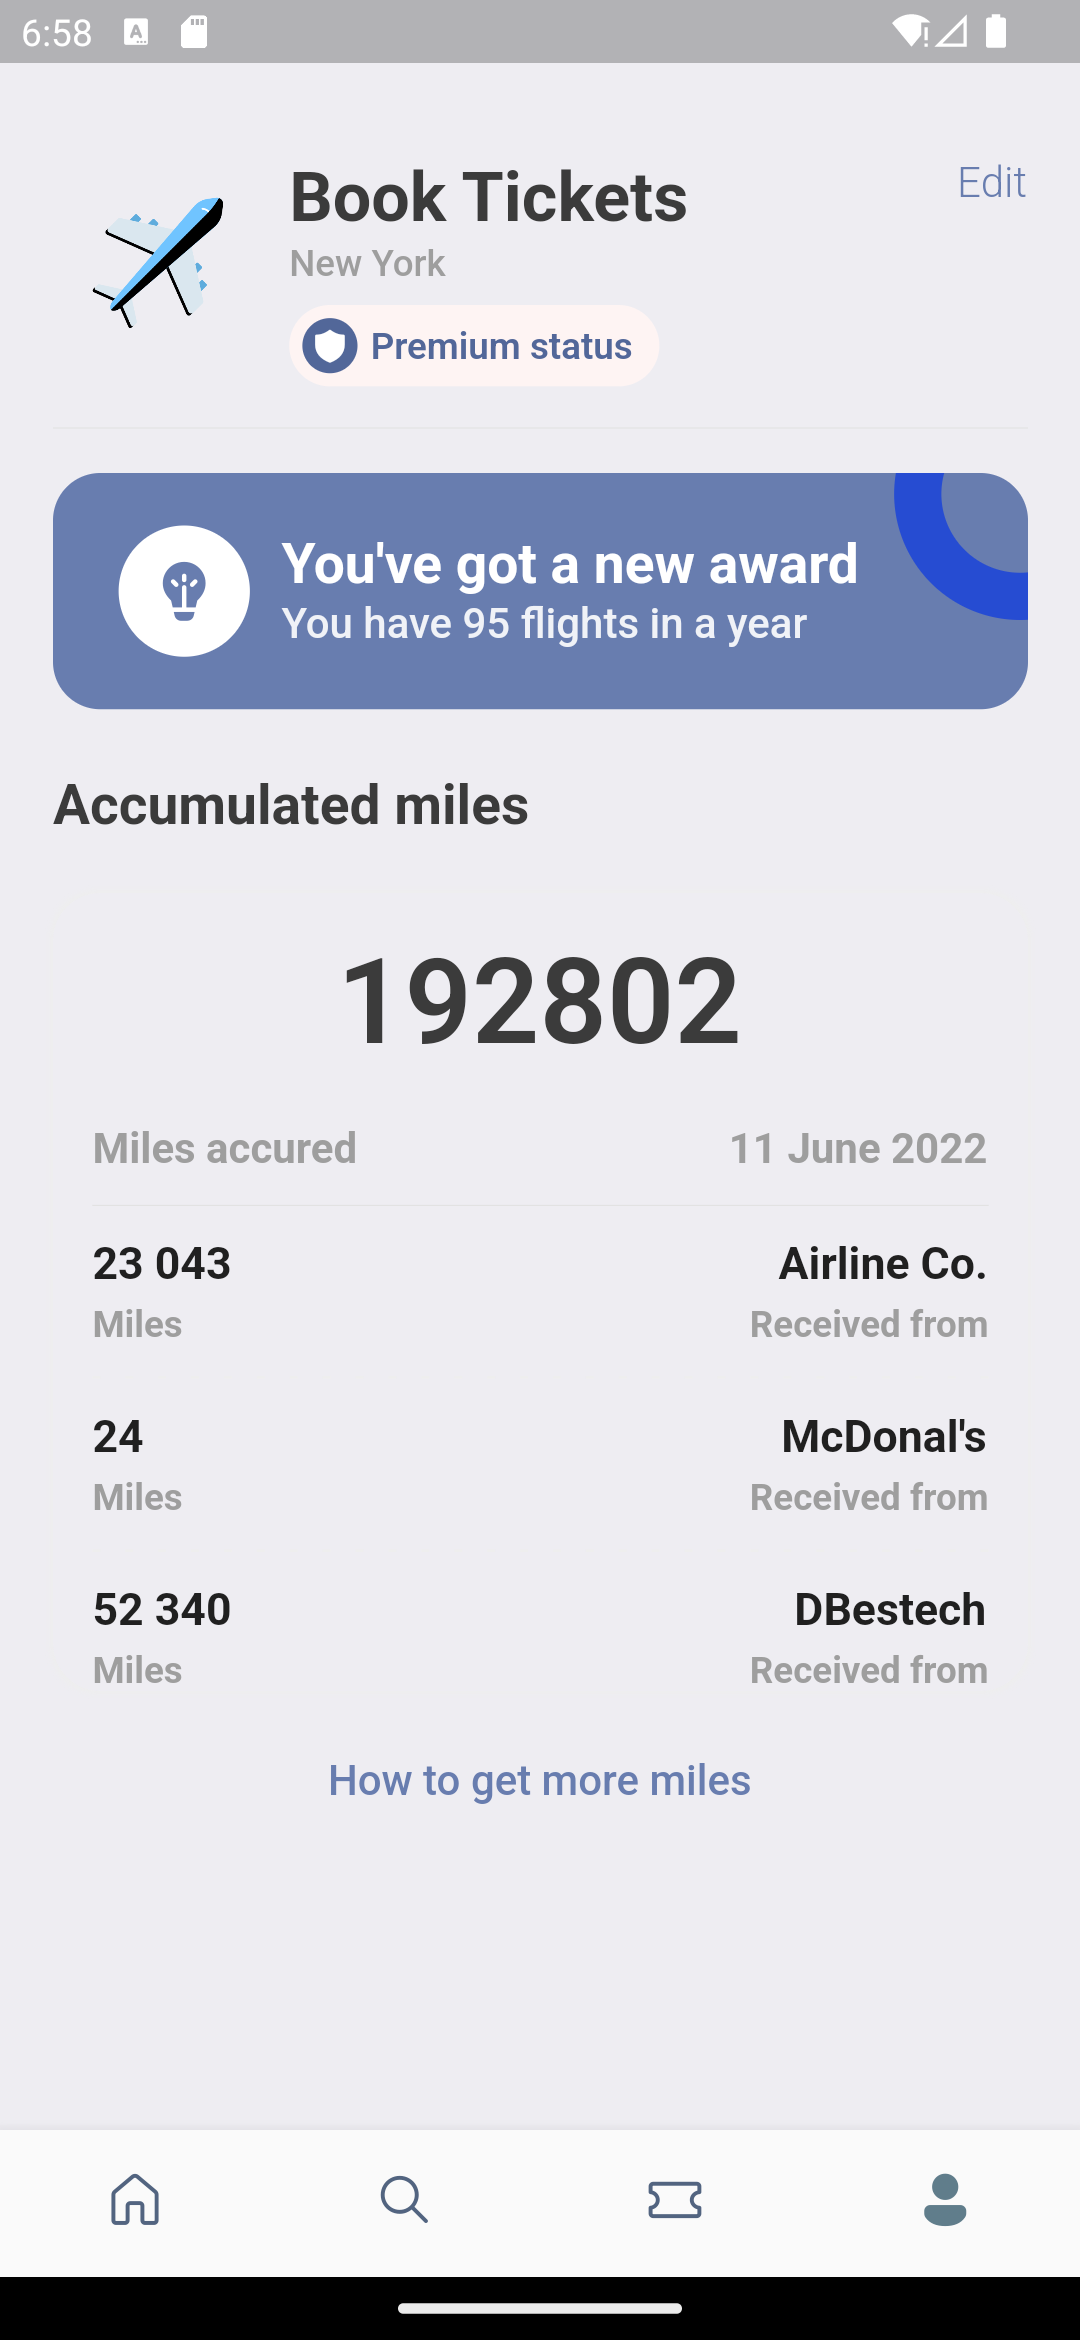 6:58
Book Tickets
Edit
New York
Premium status
You've got a new award
You have 95 flights in a year
Accumulated miles
192802
Miles accured 11 June 2022
23 043 Airline Co.
Miles Received from
24 McDonal's
Miles Received from
52 340 DBestech
Miles Received from
How to get more miles